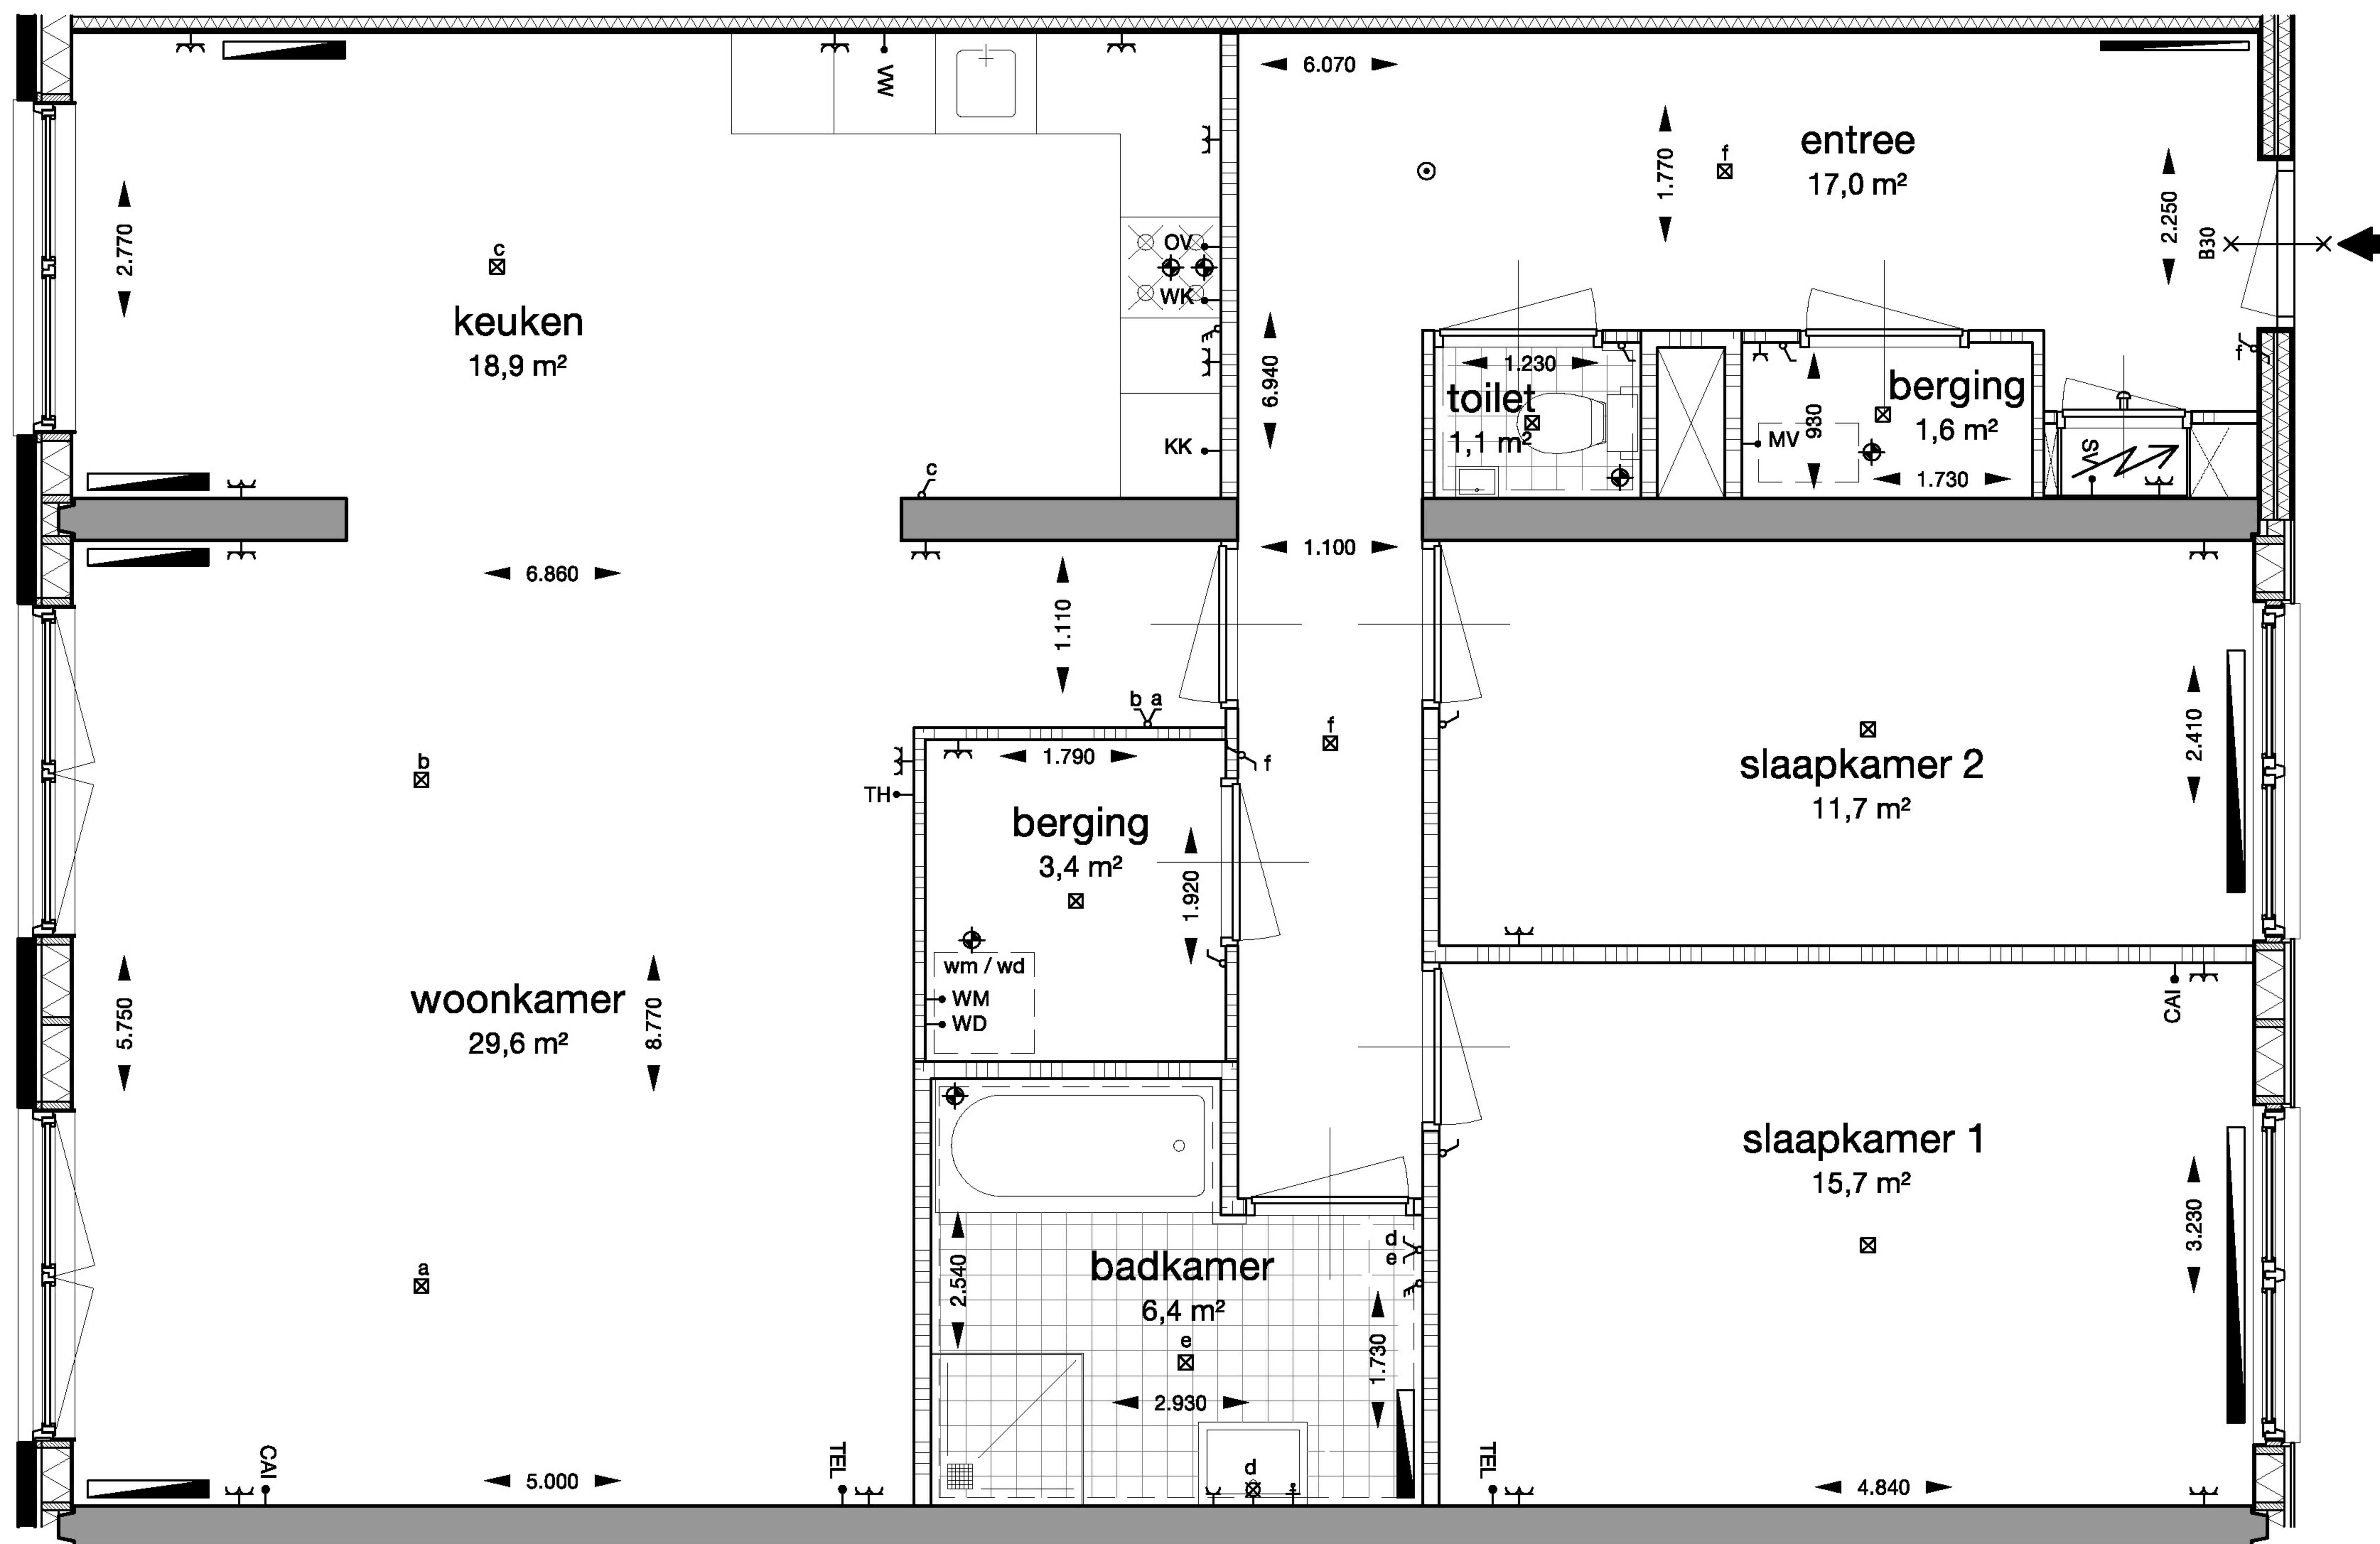 VW
6.070
1.770
f
entree
17,0 m²
2.250
B30
2.770
c
keuken
18,9 m²
OV
WK
KK
c
6.940
1.230
toilet
1,1 m²
MV
930
berging
1,6 m²
1.730
SV
f
6.860
1.110
1.100
b a
f
f
b
TH
1.790
berging
3,4 m²
1.920
wm / wd
WM
WD
slaapkamer 2
11,7 m²
2.410
5.750
woonkamer
29,6 m²
8.770
CAI
slaapkamer 1
15,7 m²
3.230
a
2.540
badkamer
6,4 m²
e
d
e
1.730
2.930
d
CAI
5.000
TEL
TEL
4.840